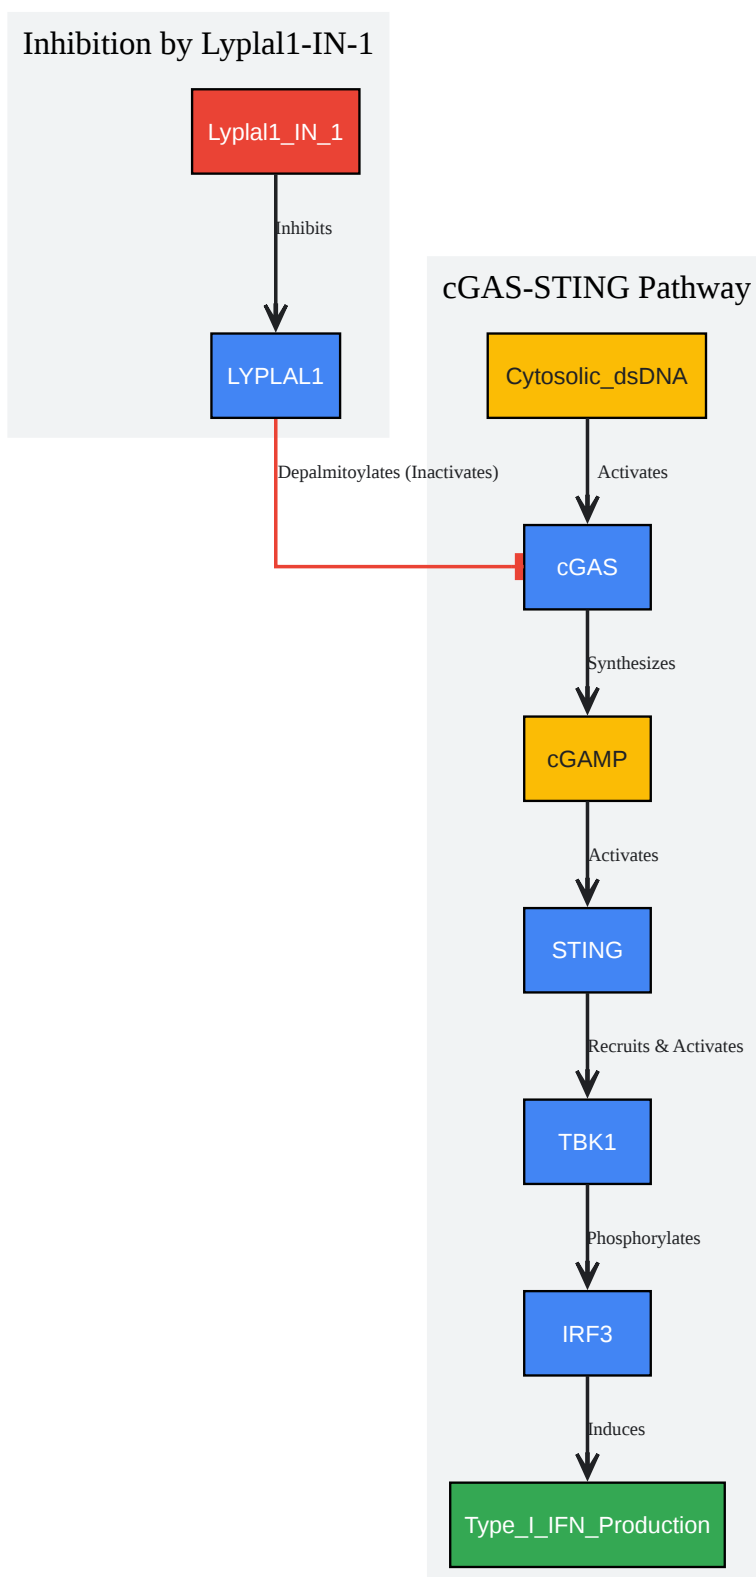 Inhibition by Lyplal1-IN-1
Lyplal1_IN_1
Inhibits
LYPLAL1
cGAS-STING Pathway
Cytosolic_dsDNA
Depalmitoylates (Inactivates)
Activates
cGAS
Synthesizes
cGAMP
Activates
STING
Recruits & Activates
TBK1
Phosphorylates
IRF3
Induces
Type_I_IFN_Production